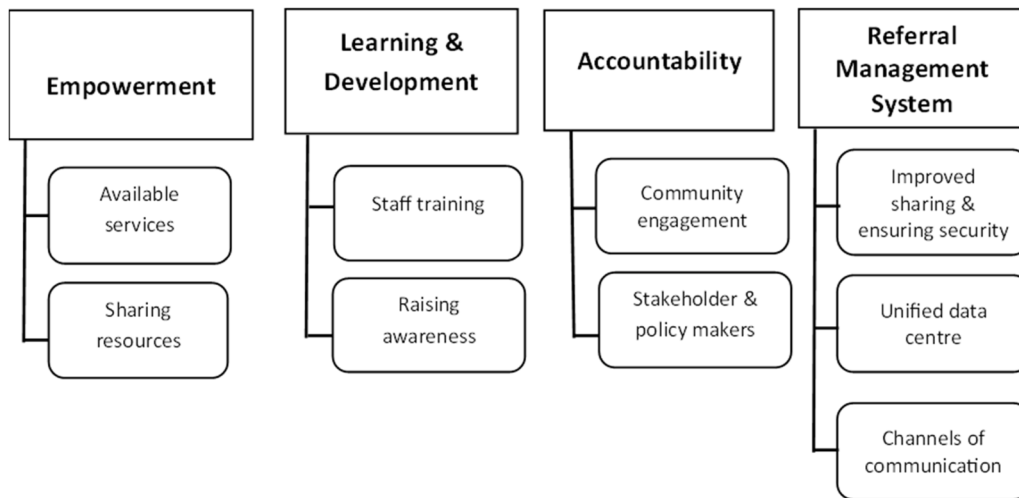 Empowerment
Available
services
Sharing
resources
Learning &
Development
Staff training
Raising
awareness
Accountability
Community
engagement
Stakeholder &
policy makers
Referral
Management
System
Improved
sharing &
ensuring security
Unified data
centre
Channels of
communication